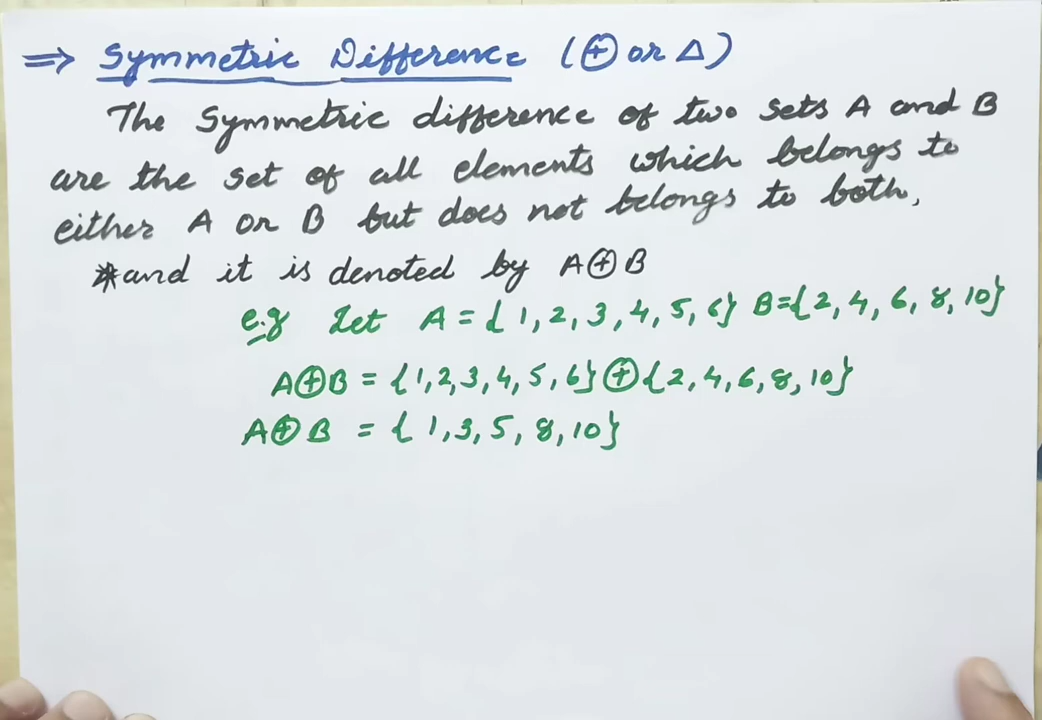 ⇒ Symmetric Difference (⊕ or Δ)
The Symmetric difference of two sets A and B
are the set of all elements which belongs to
either A or B but does not belongs to both,
*and it is denoted by A⊕B
e.g Let A = { 1, 2, 3, 4, 5, 6} B={2, 4, 6, 8, 10}
A⊕B = {1,2,3,4,5,6} ⊕ {2,4,6,8,10}
A⊕B = { 1,3,5,8,10}